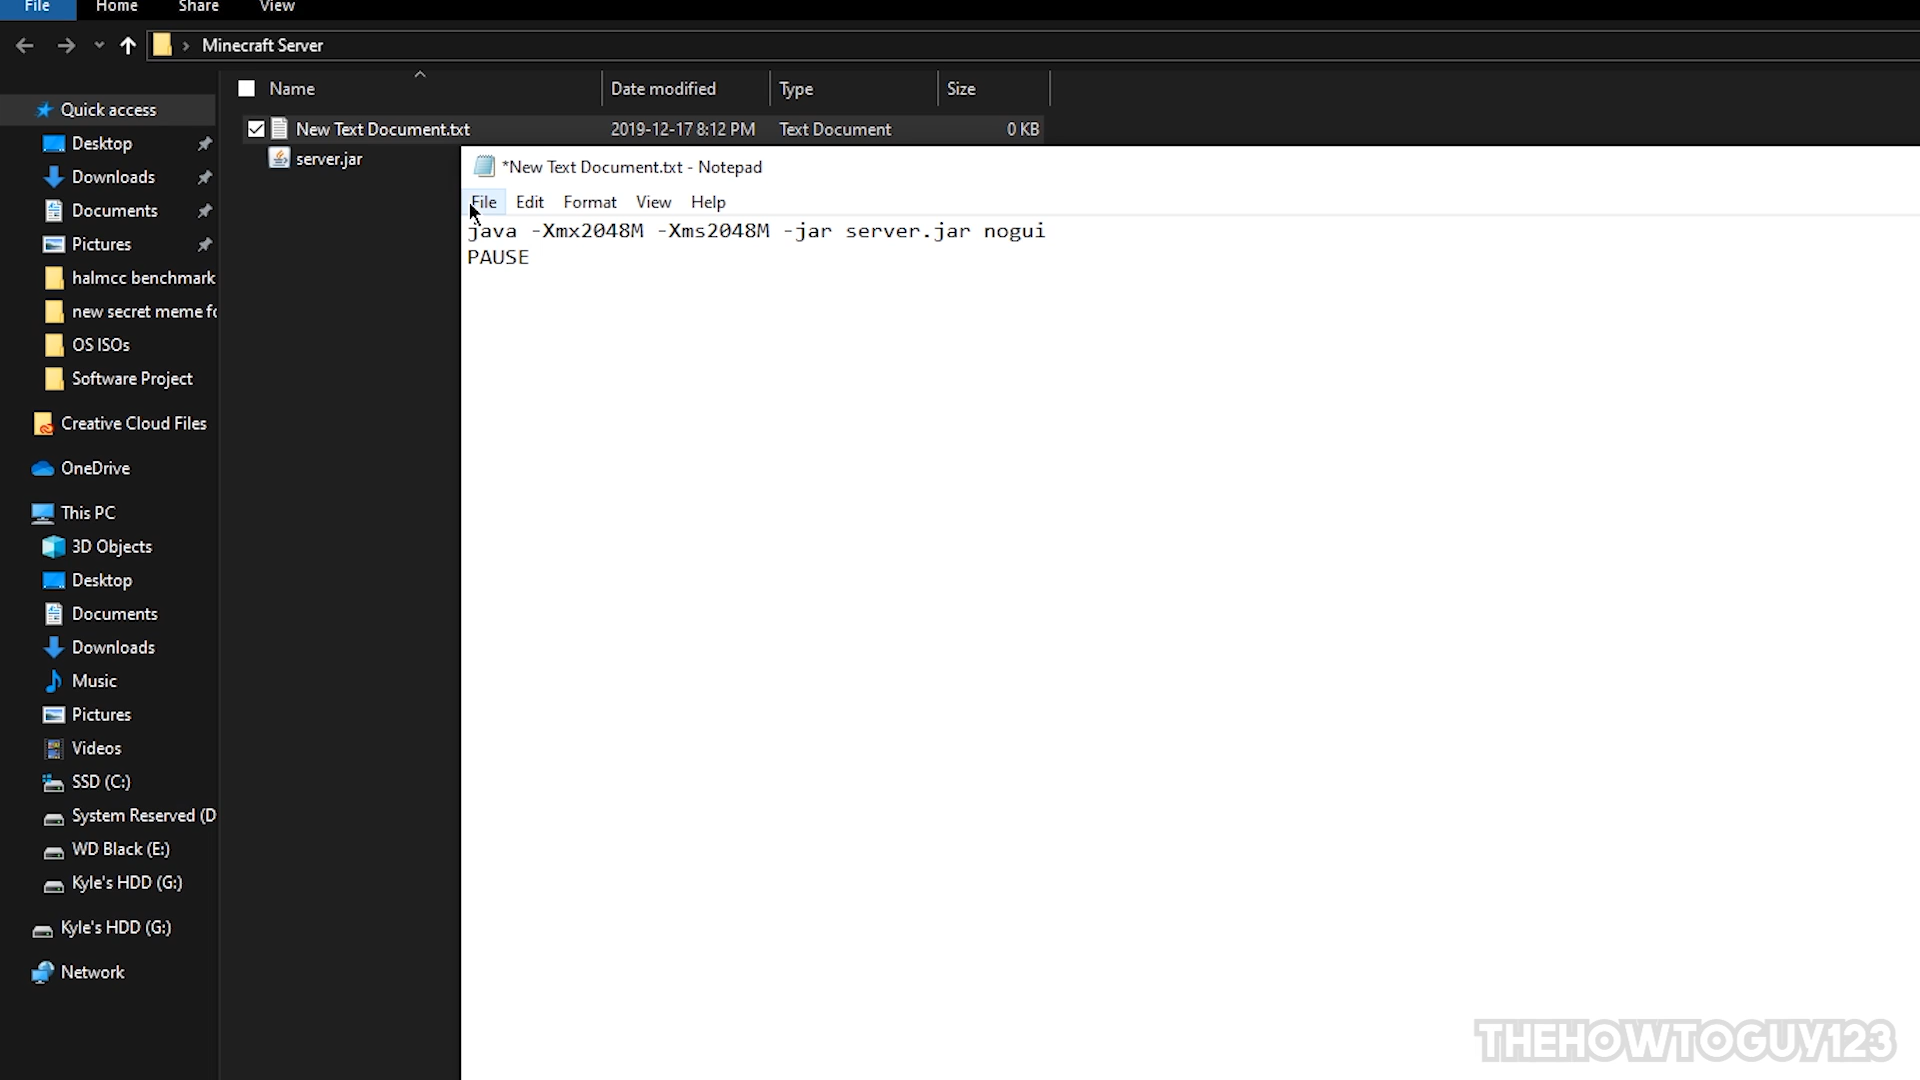 File Home Share View
Minecraft Server
Name Date modified Type Size
New Text Document.txt 2019-12-17 8:12 PM Text Document 0 KB
server.jar
Quick access
Desktop
Downloads
Documents
Pictures
halmcc benchmark
new secret meme fo
OS ISOs
Software Project
Creative Cloud Files
OneDrive
This PC
3D Objects
Desktop
Documents
Downloads
Music
Pictures
Videos
SSD (C:)
System Reserved (D
WD Black (E:)
Kyle's HDD (G:)
Kyle's HDD (G:)
Network
*New Text Document.txt - Notepad
File Edit Format View Help
java -Xmx2048M -Xms2048M -jar server.jar nogui
PAUSE
THEHOWTOGUY123